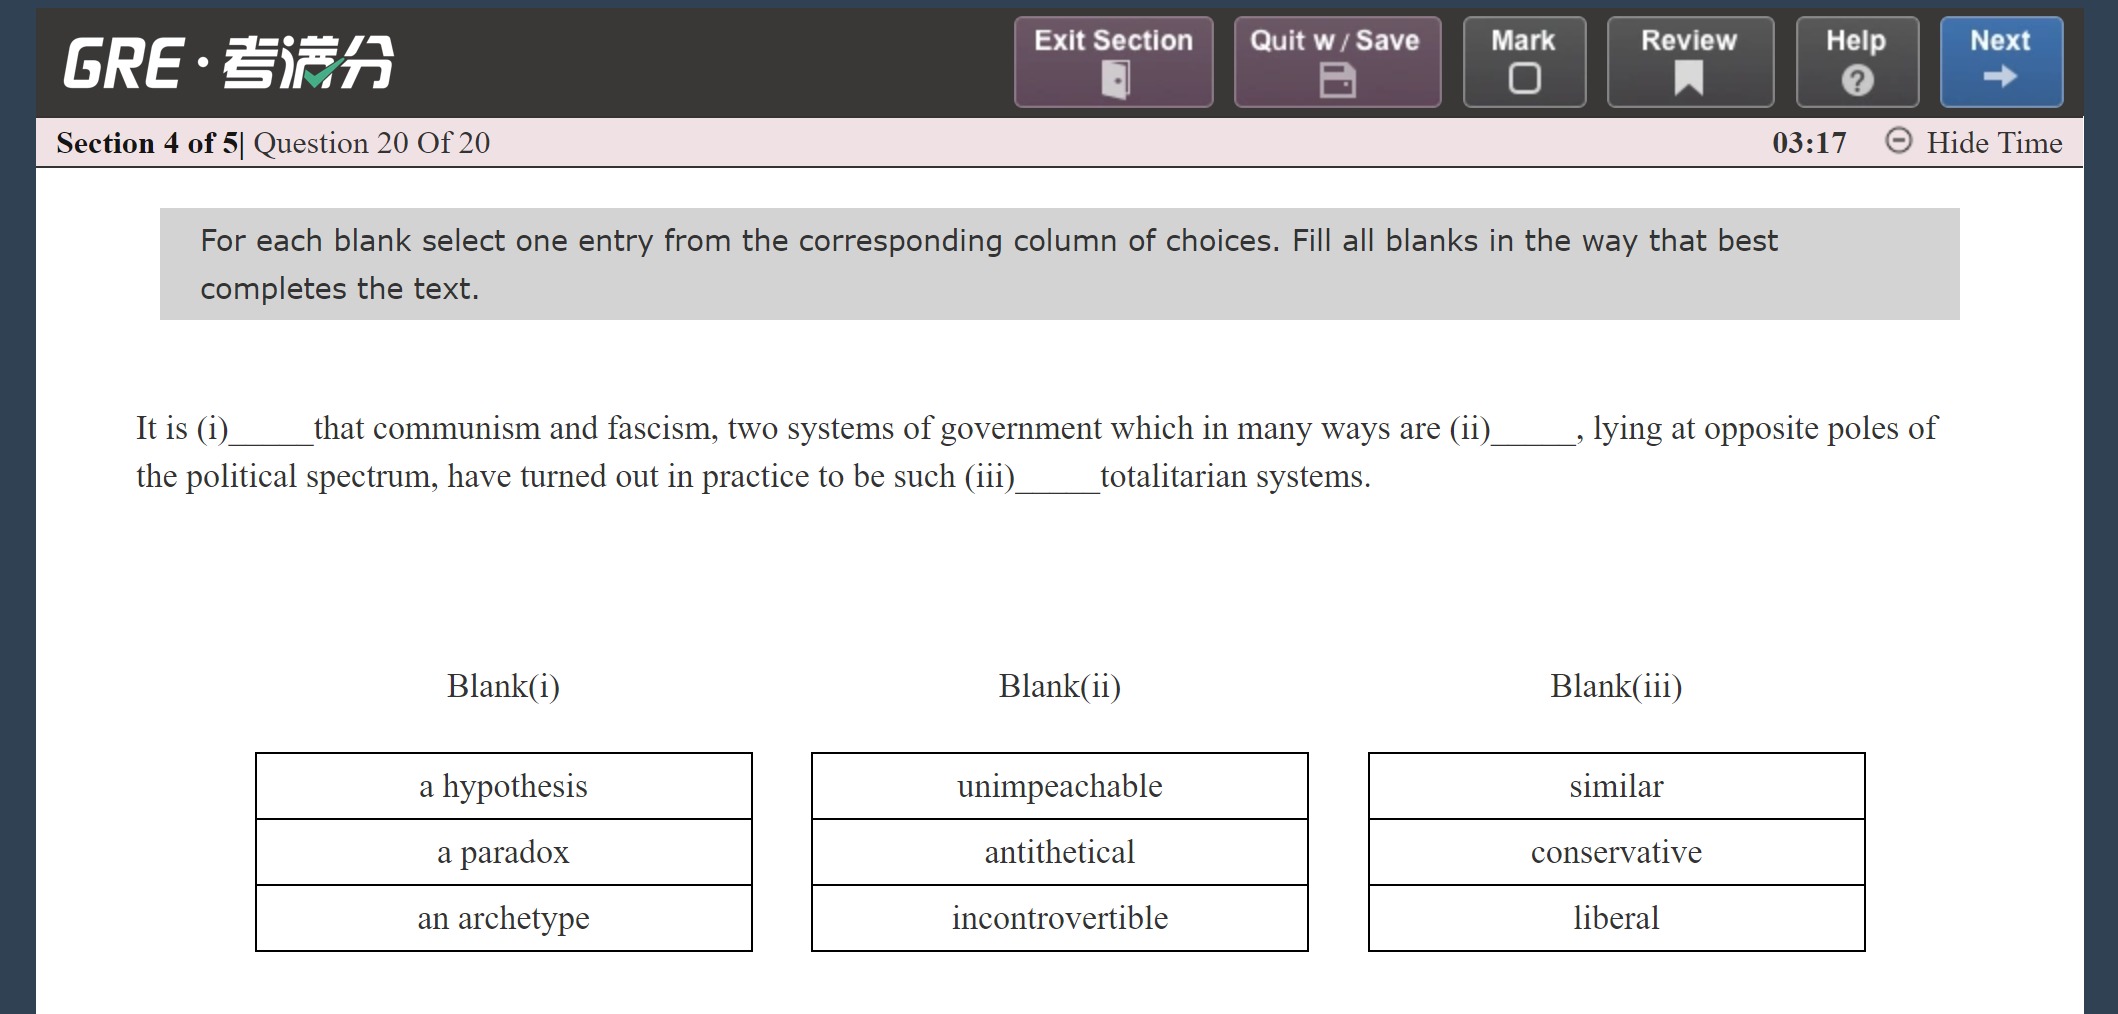 GRE·考满分
Exit Section
Quit w / Save
Mark
Review
Help
Next
Section 4 of 5| Question 20 Of 20
03:17
Hide Time
For each blank select one entry from the corresponding column of choices. Fill all blanks in the way that best
completes the text.
It is (i)_____that communism and fascism, two systems of government which in many ways are (ii)_____, lying at opposite poles of
the political spectrum, have turned out in practice to be such (iii)_____totalitarian systems.
Blank(i)
Blank(ii)
Blank(iii)
a hypothesis
unimpeachable
similar
a paradox
antithetical
conservative
an archetype
incontrovertible
liberal